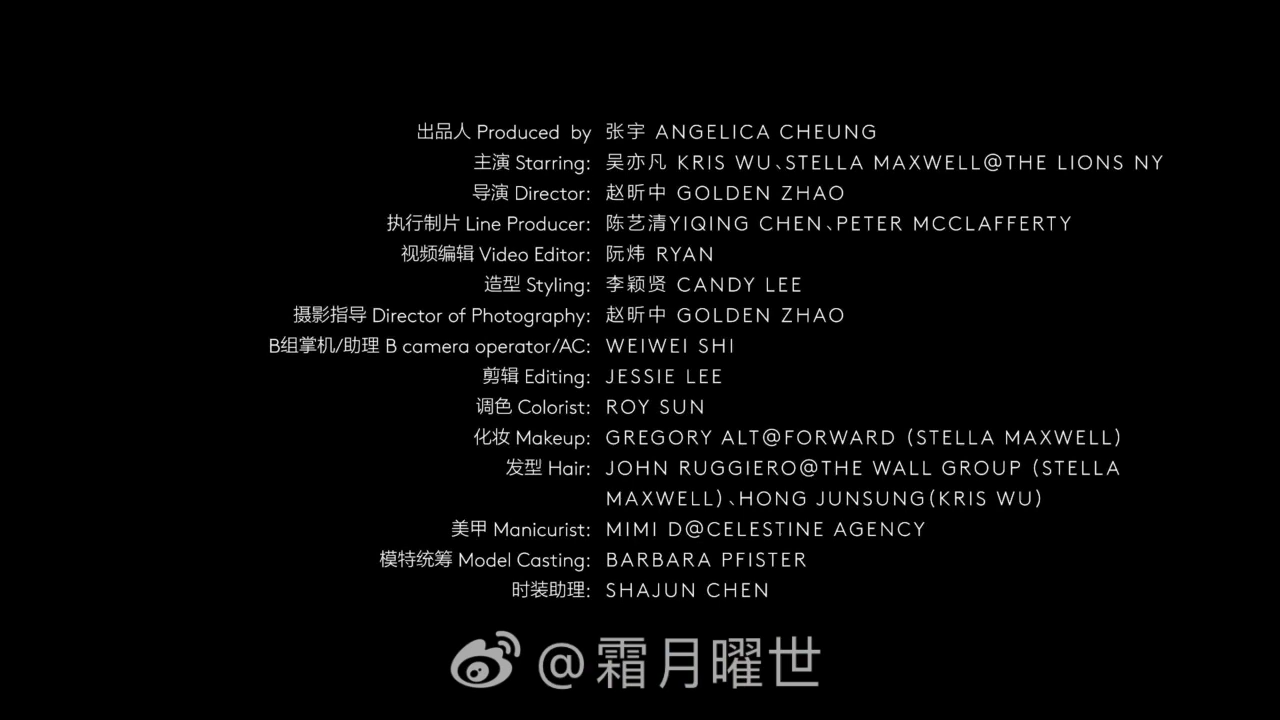 出品人 Produced by 张宇 ANGELICA CHEUNG
主演 Starring: 吴亦凡 KRIS WU、STELLA MAXWELL@THE LIONS NY
导演 Director: 赵昕中 GOLDEN ZHAO
执行制片 Line Producer: 陈艺清YIQING CHEN、PETER MCCLAFFERTY
视频编辑 Video Editor: 阮炜 RYAN
造型 Styling: 李颖贤 CANDY LEE
摄影指导 Director of Photography: 赵昕中 GOLDEN ZHAO
B组掌机/助理 B camera operator/AC: WEIWEI SHI
剪辑 Editing: JESSIE LEE
调色 Colorist: ROY SUN
化妆 Makeup: GREGORY ALT@FORWARD (STELLA MAXWELL)
发型 Hair: JOHN RUGGIERO@THE WALL GROUP (STELLA
MAXWELL)、HONG JUNSUNG(KRIS WU)
美甲 Manicurist: MIMI D@CELESTINE AGENCY
模特统筹 Model Casting: BARBARA PFISTER
时装助理: SHAJUN CHEN
@霜月曜世